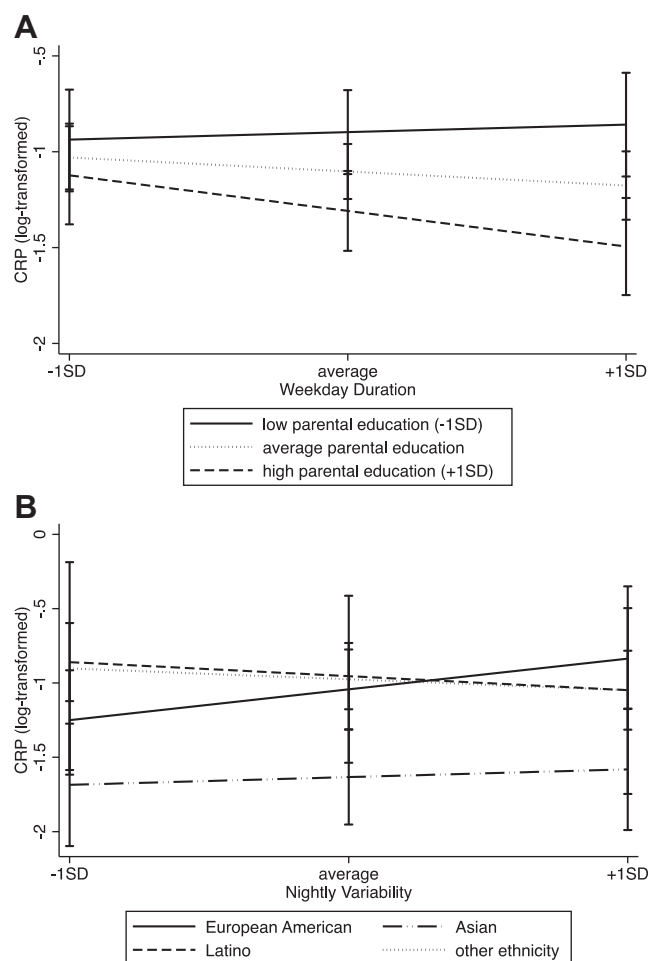 A
CRP (log-transformed)
-.5
-1
-1.5
-2
-1SD
average
+1SD
Weekday Duration
low parental education (-1SD)
average parental education
high parental education (+1SD)
B
CRP (log-transformed)
0
-.5
-1
-1.5
-2
-1SD
average
+1SD
Nightly Variability
European American
Asian
Latino
other ethnicity